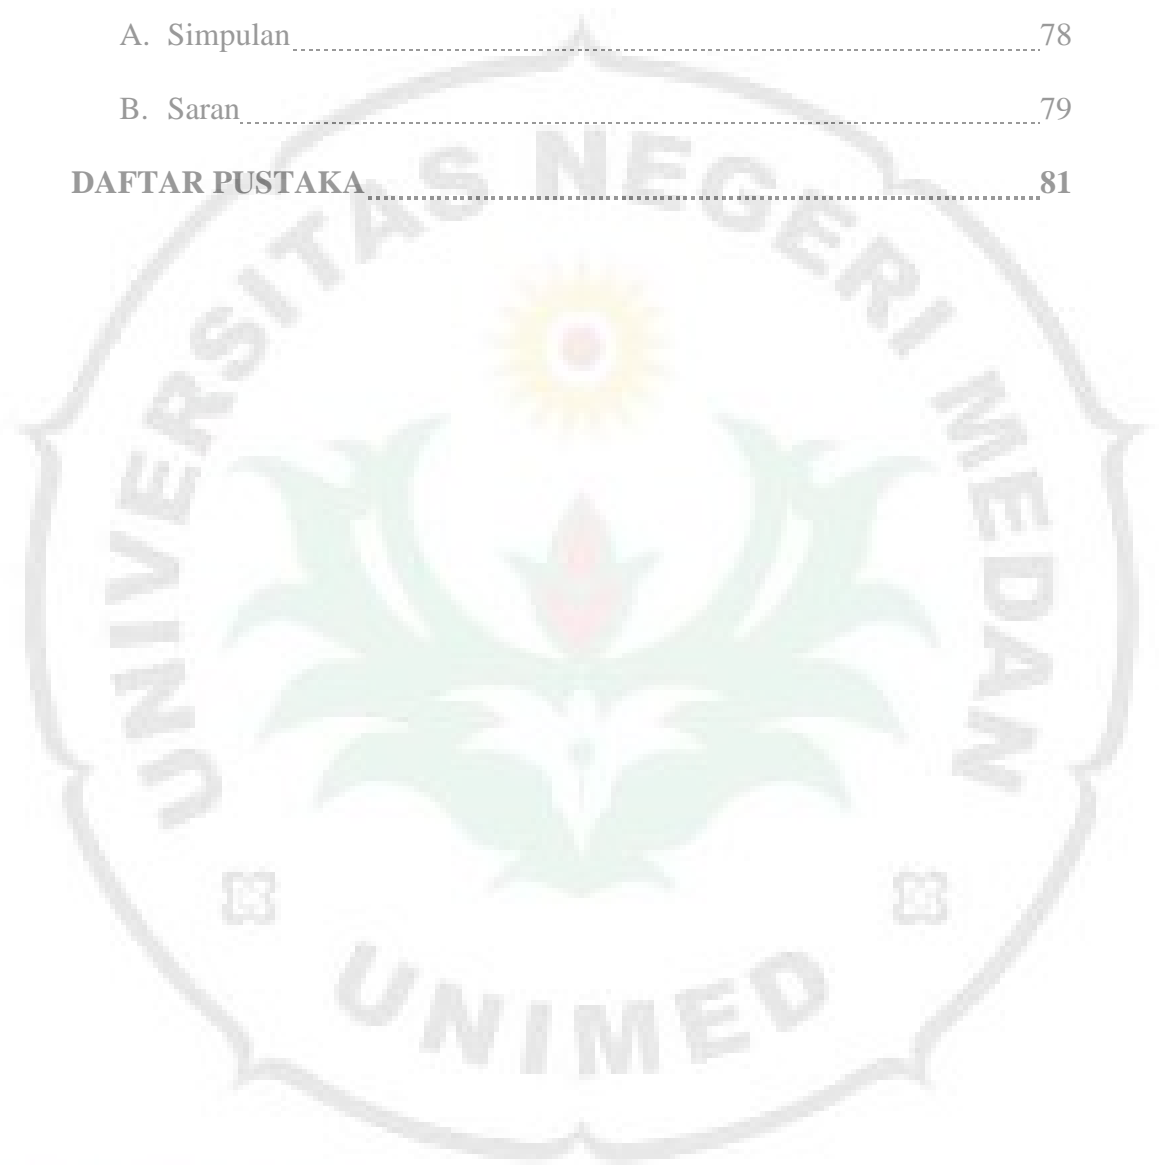 A. Simpulan 78
B. Saran 79
DAFTAR PUSTAKA 81
UNIVERSITAS NEGERI MEDAN
UNIMED